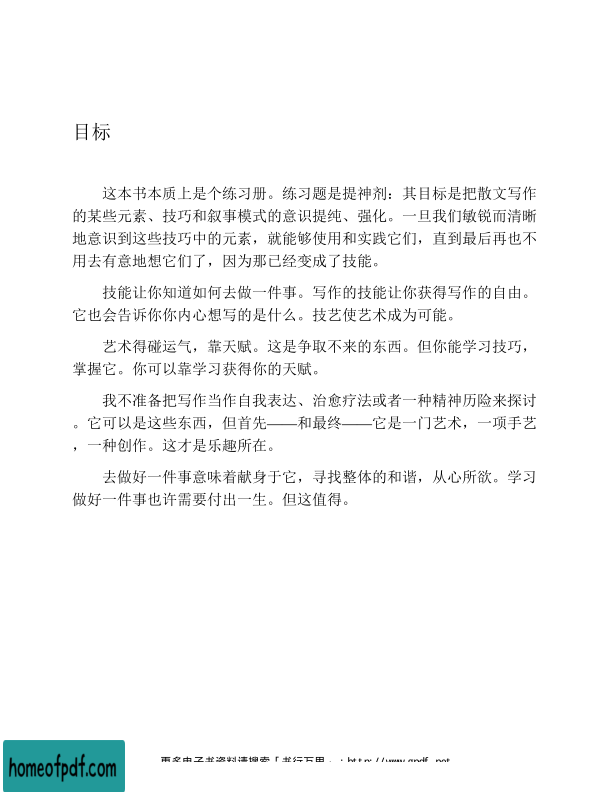 目标
这本书本质上是个练习册。练习题是提神剂：其目标是把散文写作
的某些元素、技巧和叙事模式的意识提纯、强化。一旦我们敏锐而清晰
地意识到这些技巧中的元素，就能够使用和实践它们，直到最后再也不
用去有意地想它们了，因为那已经变成了技能。
技能让你知道如何去做一件事。写作的技能让你获得写作的自由。
它也会告诉你你内心想写的是什么。技艺使艺术成为可能。
艺术得碰运气，靠天赋。这是争取不来的东西。但你能学习技巧，
掌握它。你可以靠学习获得你的天赋。
我不准备把写作当作自我表达、治愈疗法或者一种精神历险来探讨
。它可以是这些东西，但首先——和最终——它是一门艺术，一项手艺
，一种创作。这才是乐趣所在。
去做好一件事意味着献身于它，寻找整体的和谐，从心所欲。学习
做好一件事也许需要付出一生。但这值得。
homeofpdf.com
更多电子书资料请搜索「书行万里」：http://www.gpdf.net